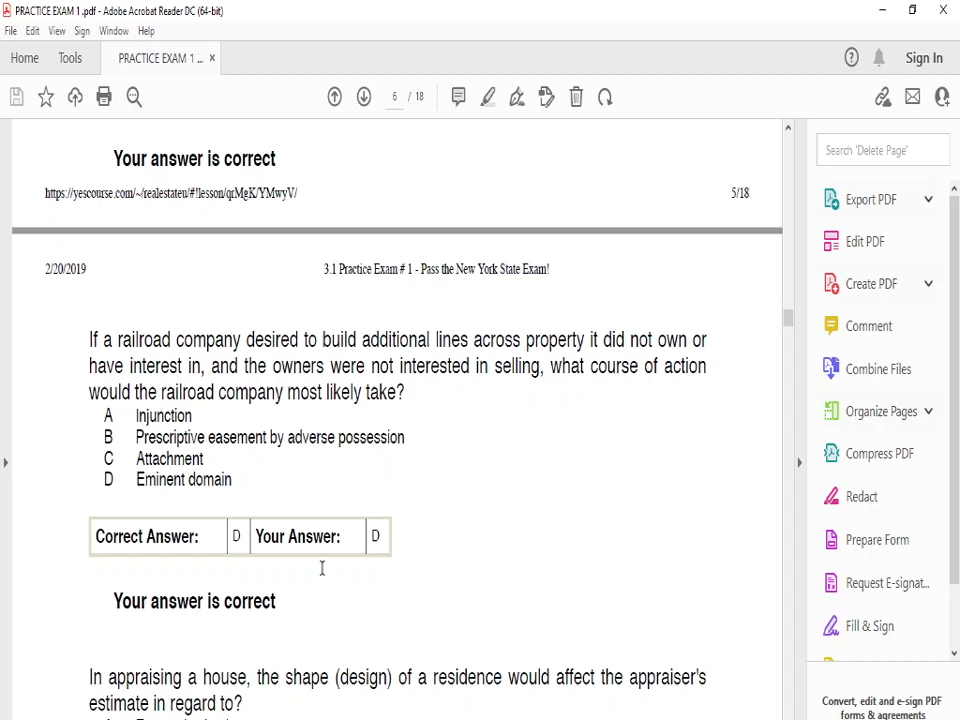 PRACTICE EXAM 1 .pdf - Adobe Acrobat Reader DC (64-bit)
File Edit View Sign Window Help
Home Tools PRACTICE EXAM 1 ... × Sign In
6 / 18
Your answer is correct
https://yescourse.com/~/realestateu/#!lesson/qrMgK/YMwyV/ 5/18
2/20/2019 3.1 Practice Exam # 1 - Pass the New York State Exam!
If a railroad company desired to build additional lines across property it did not own or
have interest in, and the owners were not interested in selling, what course of action
would the railroad company most likely take?
A Injunction
B Prescriptive easement by adverse possession
C Attachment
D Eminent domain
Correct Answer: D Your Answer: D
Your answer is correct
In appraising a house, the shape (design) of a residence would affect the appraiser's
estimate in regard to?
Search 'Delete Page'
Export PDF
Edit PDF
Create PDF
Comment
Combine Files
Organize Pages
Compress PDF
Redact
Prepare Form
Request E-signat...
Fill & Sign
Convert, edit and e-sign PDF
forms & agreements